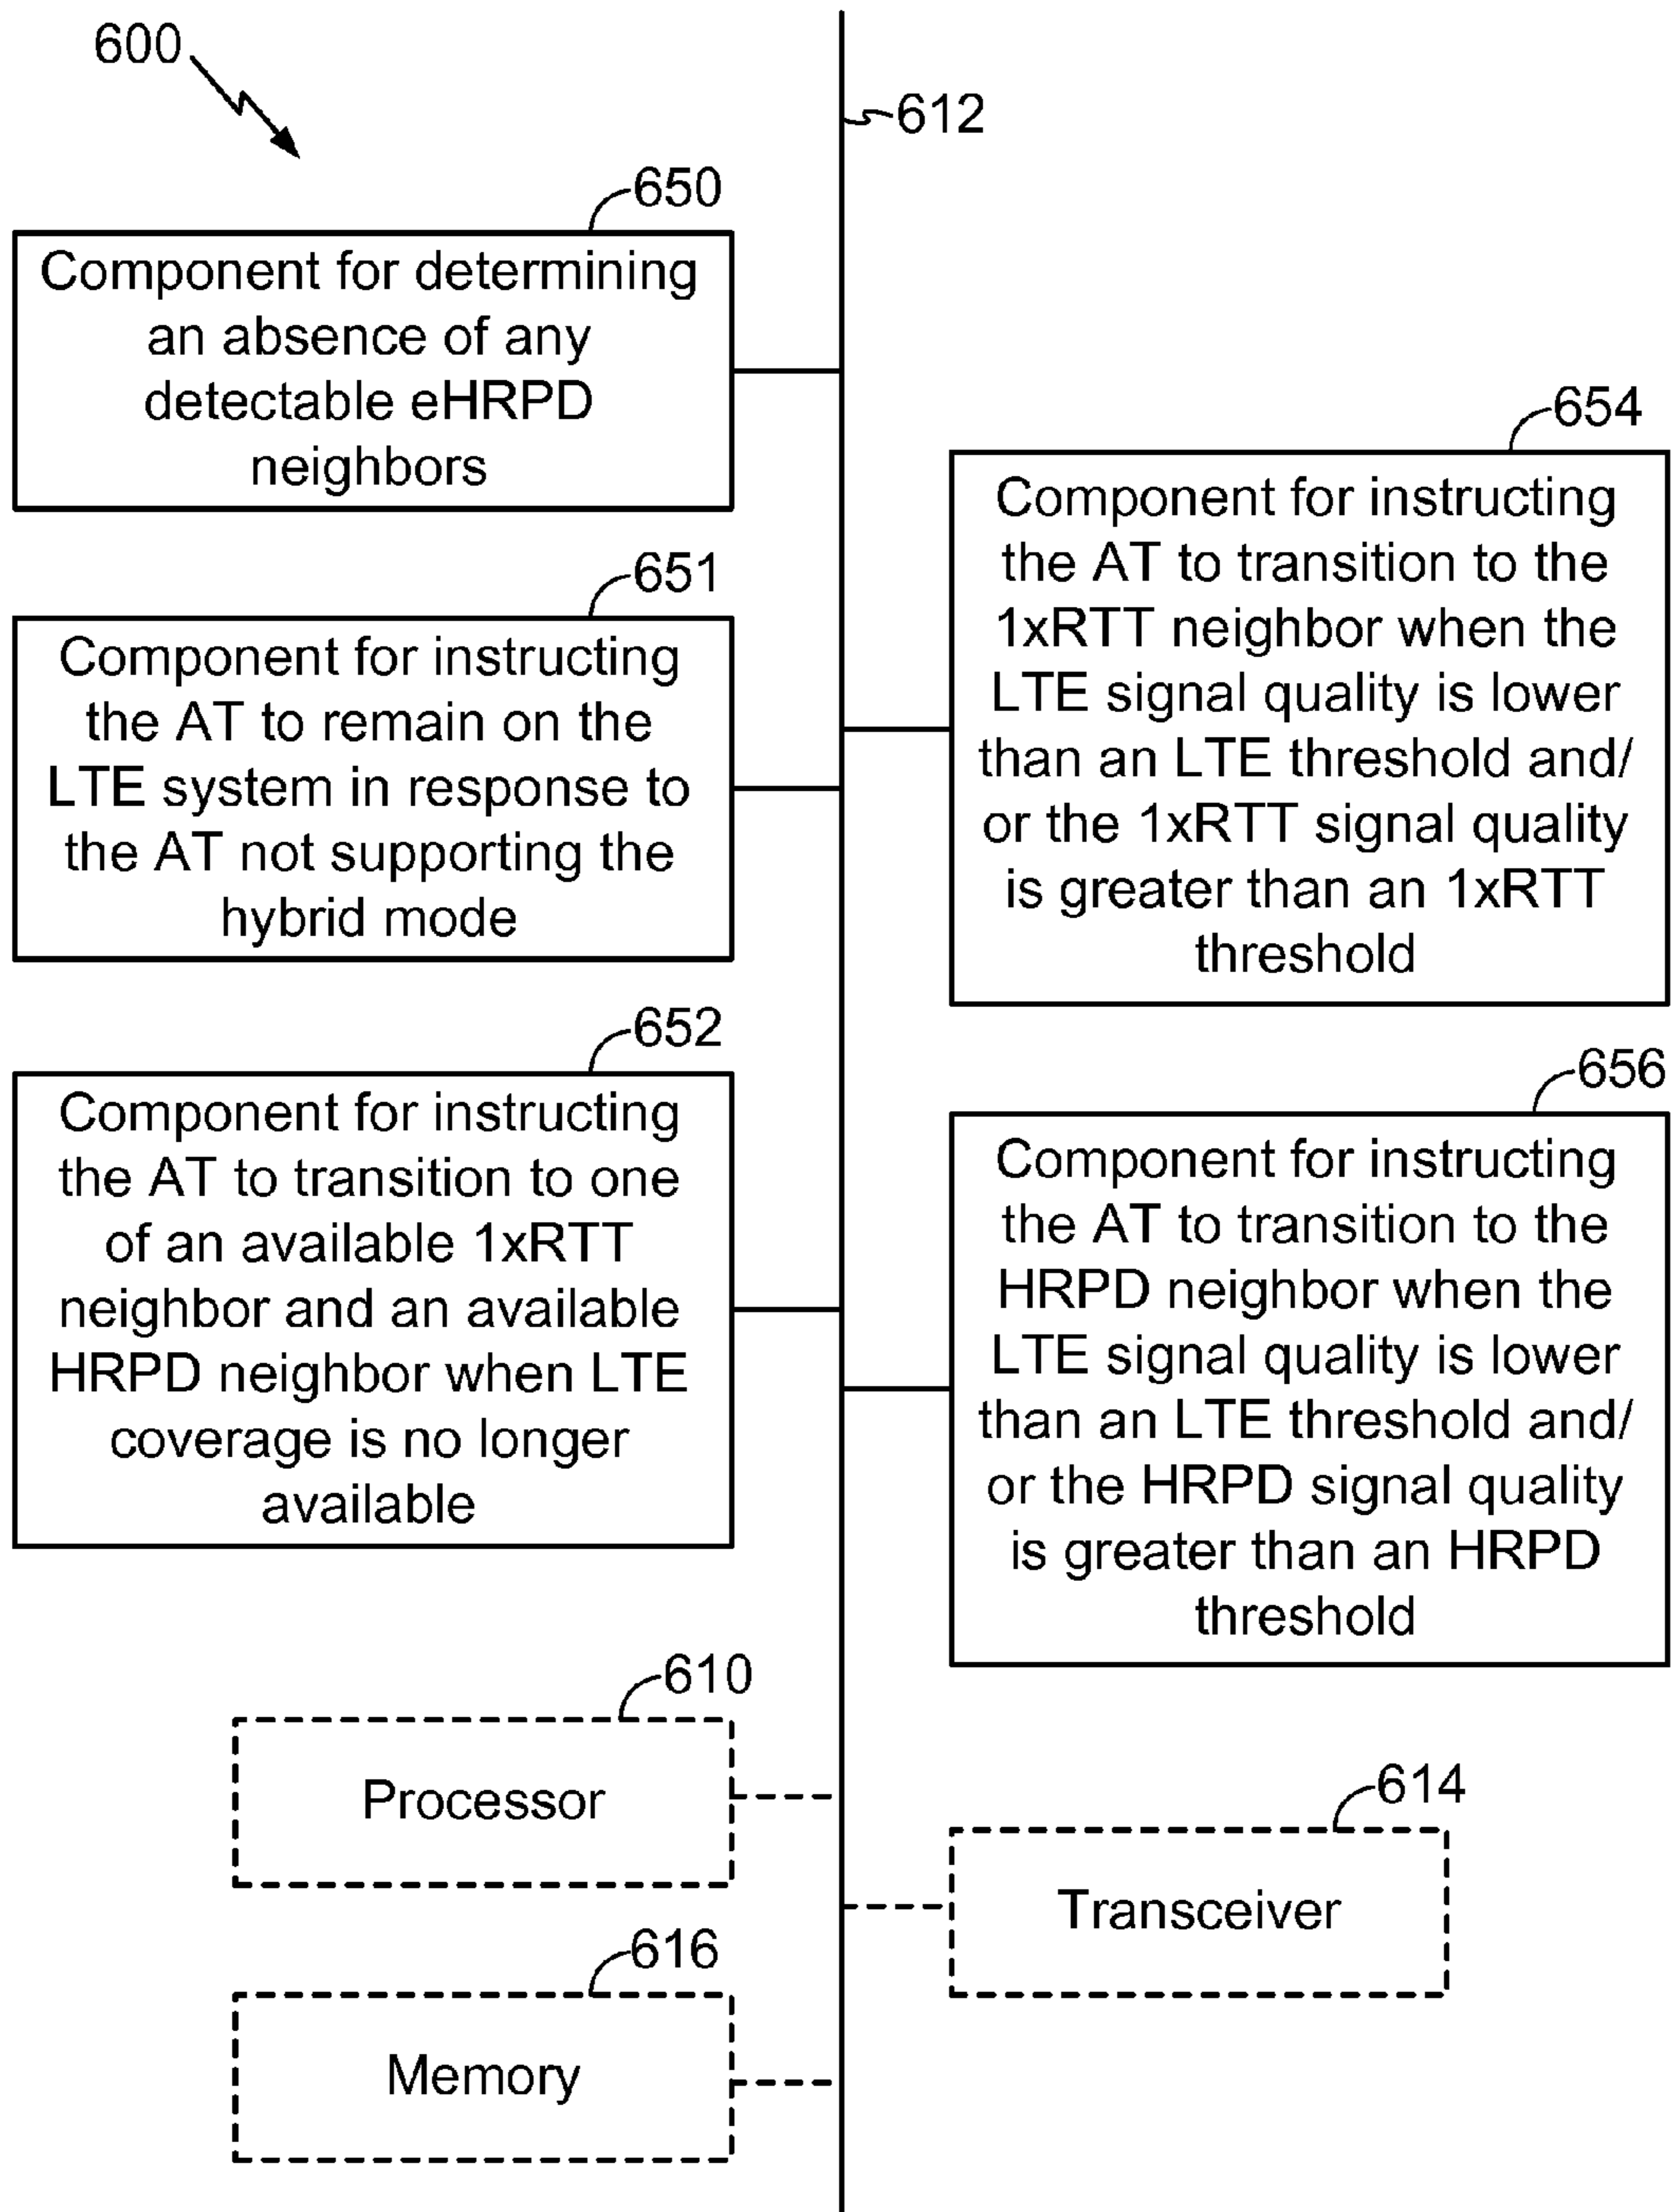 600
612
650
Component for determining
an absence of any
detectable eHRPD
neighbors
651
Component for instructing
the AT to remain on the
LTE system in response to
the AT not supporting the
hybrid mode
652
Component for instructing
the AT to transition to one
of an available 1xRTT
neighbor and an available
HRPD neighbor when LTE
coverage is no longer
available
654
Component for instructing
the AT to transition to the
1xRTT neighbor when the
LTE signal quality is lower
than an LTE threshold and/
or the 1xRTT signal quality
is greater than an 1xRTT
threshold
656
Component for instructing
the AT to transition to the
HRPD neighbor when the
LTE signal quality is lower
than an LTE threshold and/
or the HRPD signal quality
is greater than an HRPD
threshold
610
Processor
614
Transceiver
616
Memory